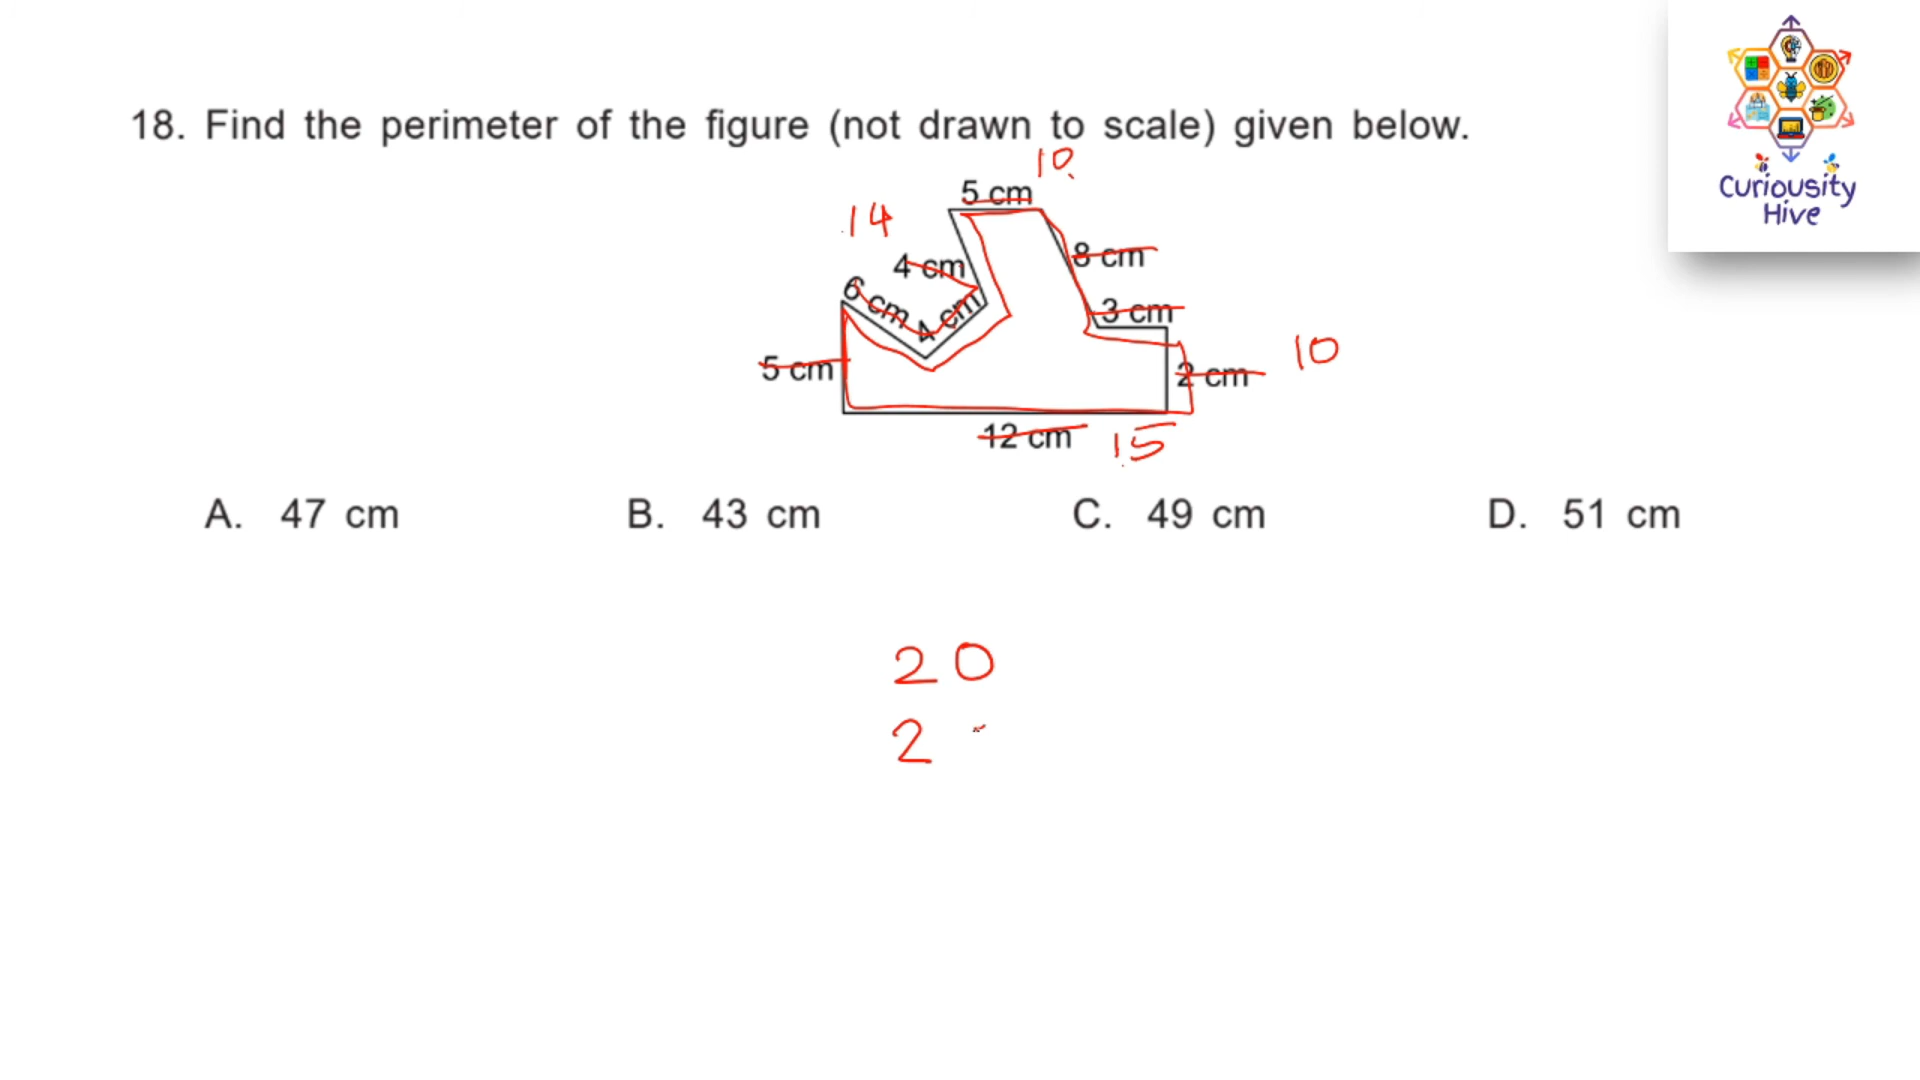 Curiousity
Hive
18. Find the perimeter of the figure (not drawn to scale) given below.
10
5 cm
14
8 cm
4 cm
6 cm
4 cm
3 cm
10
5 cm
2 cm
12 cm
15
A. 47 cm B. 43 cm C. 49 cm D. 51 cm
20
2